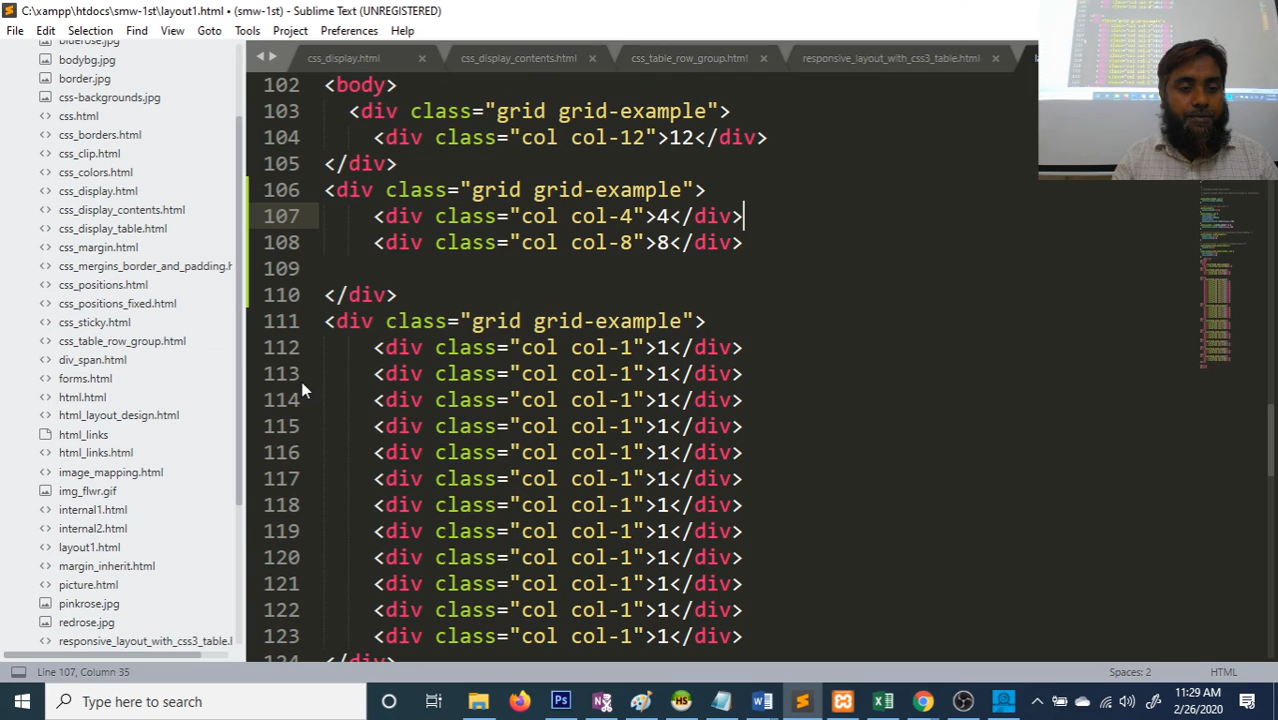 C:\xampp\htdocs\smw-1st\layout1.html • (smw-1st) - Sublime Text (UNREGISTERED)
File Edit Selection Find View Goto Tools Project Preferences Help
css_display.html css_display_contents.html css_table_row_group.html responsive_layout_with_css3_table.html
bluerose.jpg
bodybg.jpg
border.jpg
css-backgrounds.jpg
css.html
css_borders.html
css_clip.html
css_colors.html
css_display.html
css_display_contents.html
css_display_table.html
css_margin.html
css_mergins_border_and_padding.h
css_positions.html
css_positions_fixed.html
css_sticky.html
css_table_row_group.html
div_span.html
forms.html
html.html
html_layout_design.html
html_links
html_links.html
image_mapping.html
img_flwr.gif
internal1.html
internal2.html
layout1.html
margin_inherit.html
picture.html
pinkrose.jpg
redrose.jpg
responsive_layout_with_css3_table.h
102 <body>
103 <div class="grid grid-example">
104 <div class="col col-12">12</div>
105 </div>
106 <div class="grid grid-example">
107 <div class="col col-4">4</div>
108 <div class="col col-8">8</div>
109
110 </div>
111 <div class="grid grid-example">
112 <div class="col col-1">1</div>
113 <div class="col col-1">1</div>
114 <div class="col col-1">1</div>
115 <div class="col col-1">1</div>
116 <div class="col col-1">1</div>
117 <div class="col col-1">1</div>
118 <div class="col col-1">1</div>
119 <div class="col col-1">1</div>
120 <div class="col col-1">1</div>
121 <div class="col col-1">1</div>
122 <div class="col col-1">1</div>
123 <div class="col col-1">1</div>
124 </div>
Line 107, Column 35 Spaces: 2 HTML
Type here to search
11:29 AM
2/26/2020